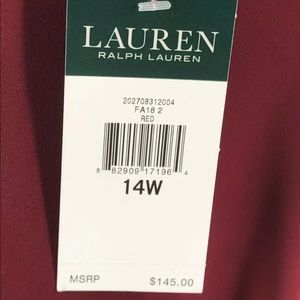 LAUREN
RALPH LAUREN
202708312004
FA18 2
RED
8 82909 17196 4
14W
MSRP $145.00